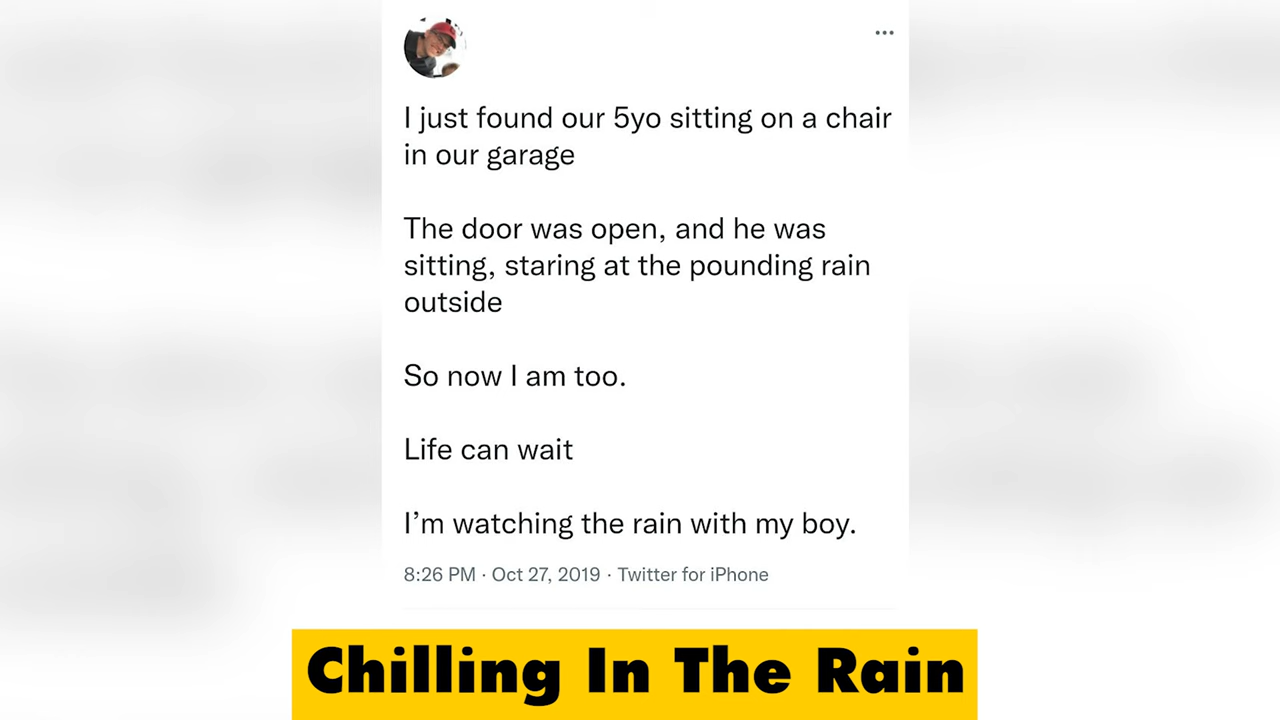 I just found our 5yo sitting on a chair
in our garage
The door was open, and he was
sitting, staring at the pounding rain
outside
So now I am too.
Life can wait
I’m watching the rain with my boy.
8:26 PM · Oct 27, 2019 · Twitter for iPhone
Chilling In The Rain